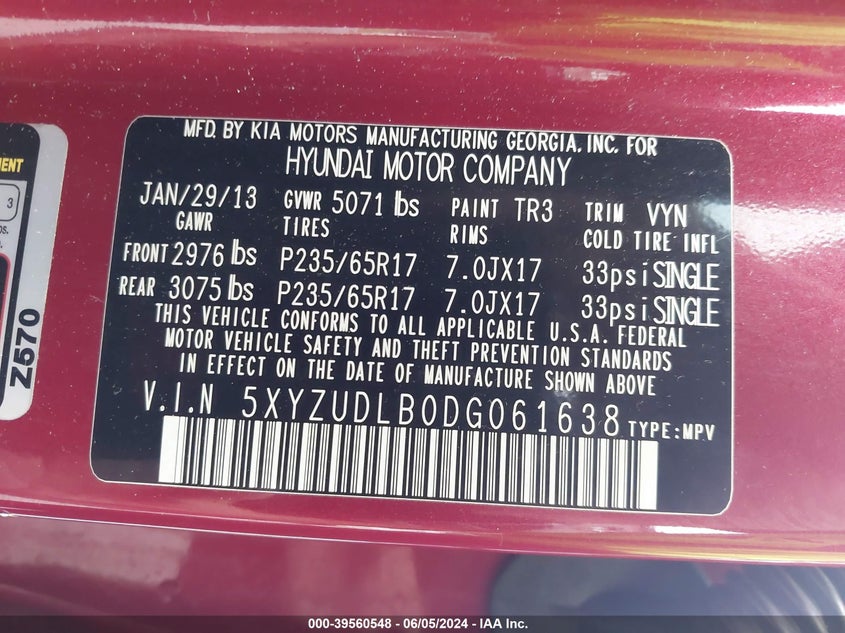 MENT
3
bs.
Z570
MFD. BY KIA MOTORS MANUFACTURING GEORGIA, INC. FOR
HYUNDAI MOTOR COMPANY
JAN/29/13 GVWR 5071 lbs PAINT TR3 TRIM VYN
GAWR TIRES RIMS COLD TIRE INFL
FRONT 2976 lbs P235/65R17 7.0JX17 33psi SINGLE
REAR 3075 lbs P235/65R17 7.0JX17 33psi SINGLE
THIS VEHICLE CONFORMS TO ALL APPLICABLE U.S.A. FEDERAL
MOTOR VEHICLE SAFETY AND THEFT PREVENTION STANDARDS
IN EFFECT ON THE DATE OF MANUFACTURE SHOWN ABOVE
V.I.N 5XYZUDLB0DG061638 TYPE:MPV
000-39560548 - 06/05/2024 - IAA Inc.